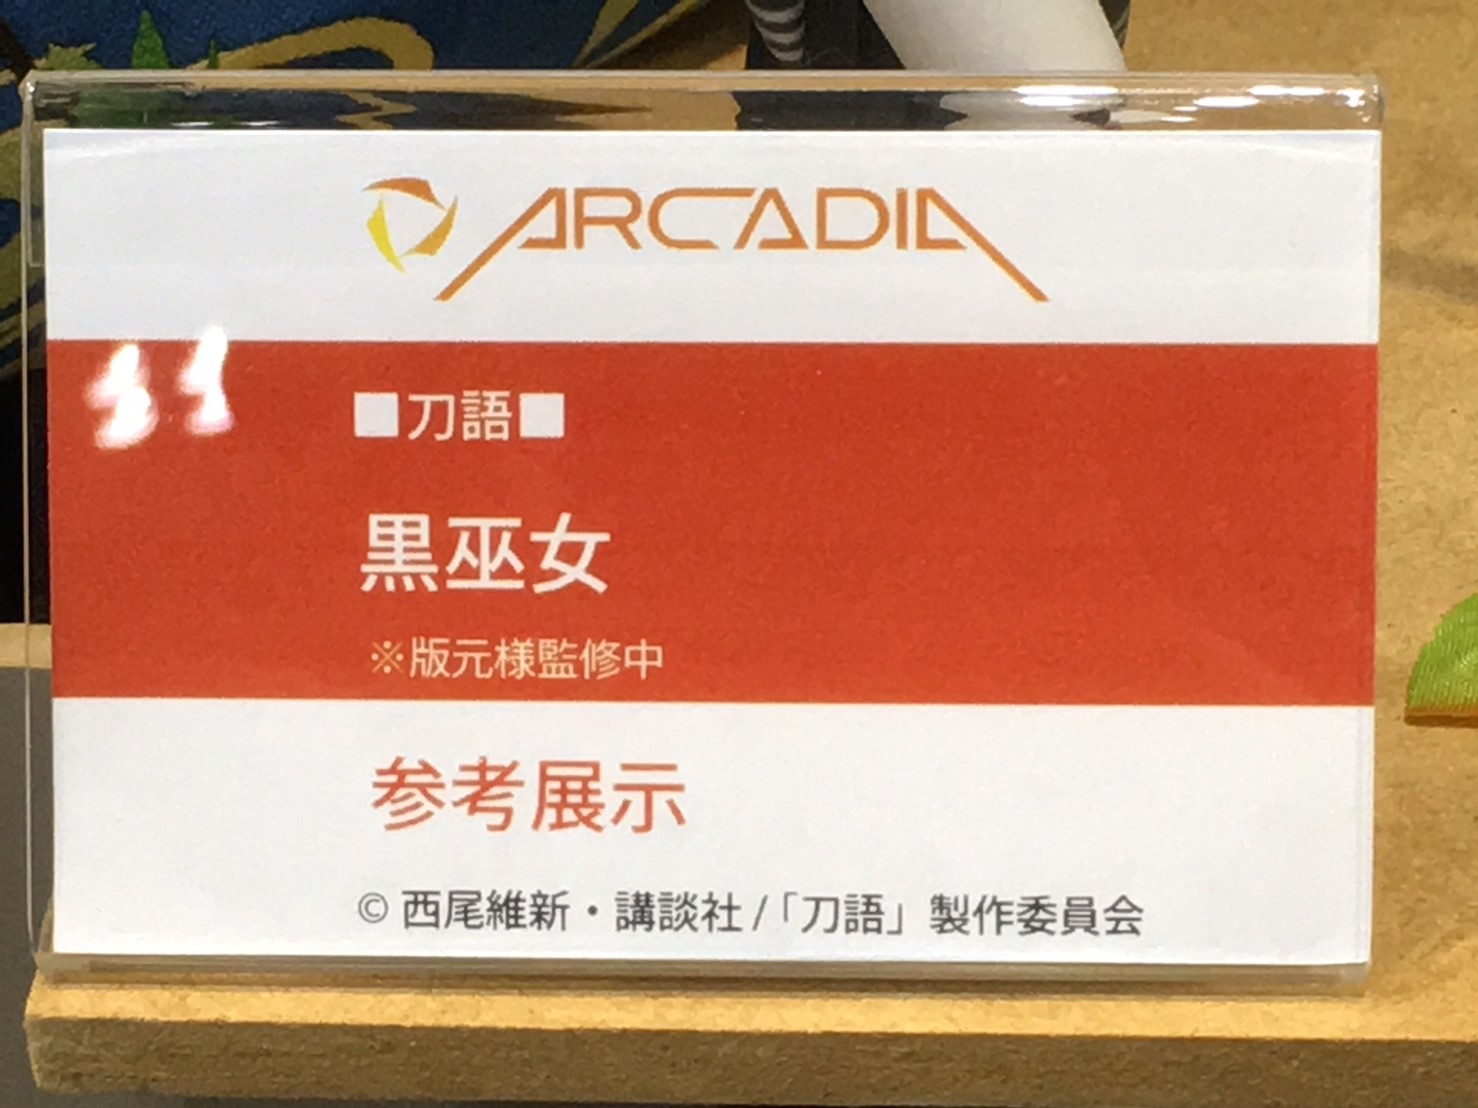 ARCADIA
■刀語■
黒巫女
※版元様監修中
参考展示
© 西尾維新・講談社/「刀語」製作委員会